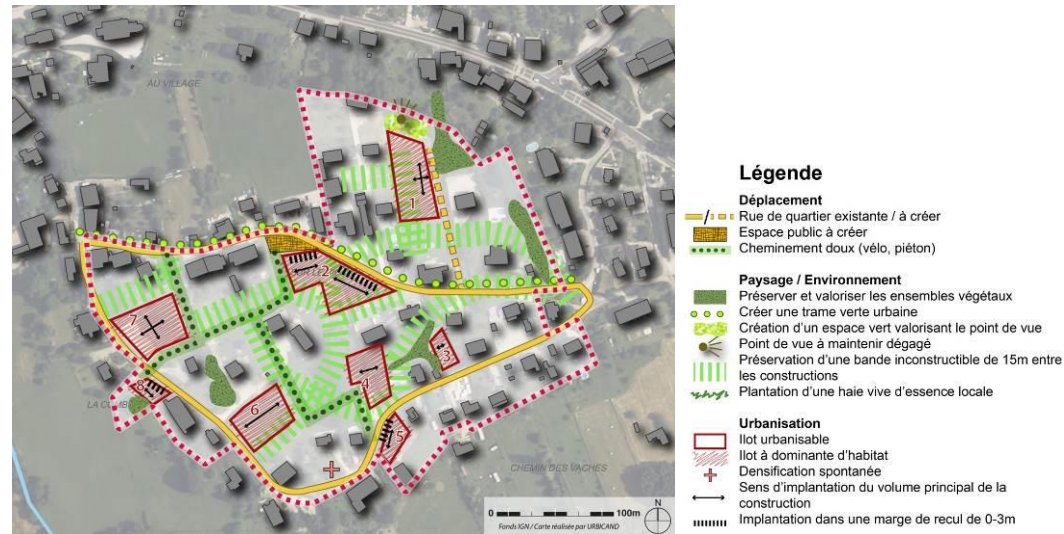 AU VILLAGE
1
2
3
4
5
6
7
8
LA COMB
CHEMIN DES VACHES
0 100m
N
Fonds IGN / Carte réalisée par URBICAND
Légende
Déplacement
Rue de quartier existante / à créer
Espace public à créer
Cheminement doux (vélo, piéton)
Paysage / Environnement
Préserver et valoriser les ensembles végétaux
Créer une trame verte urbaine
Création d'un espace vert valorisant le point de vue
Point de vue à maintenir dégagé
Préservation d'une bande inconstructible de 15m entre
les constructions
Plantation d'une haie vive d'essence locale
Urbanisation
Ilot urbanisable
Ilot à dominante d'habitat
Densification spontanée
Sens d'implantation du volume principal de la
construction
Implantation dans une marge de recul de 0-3m